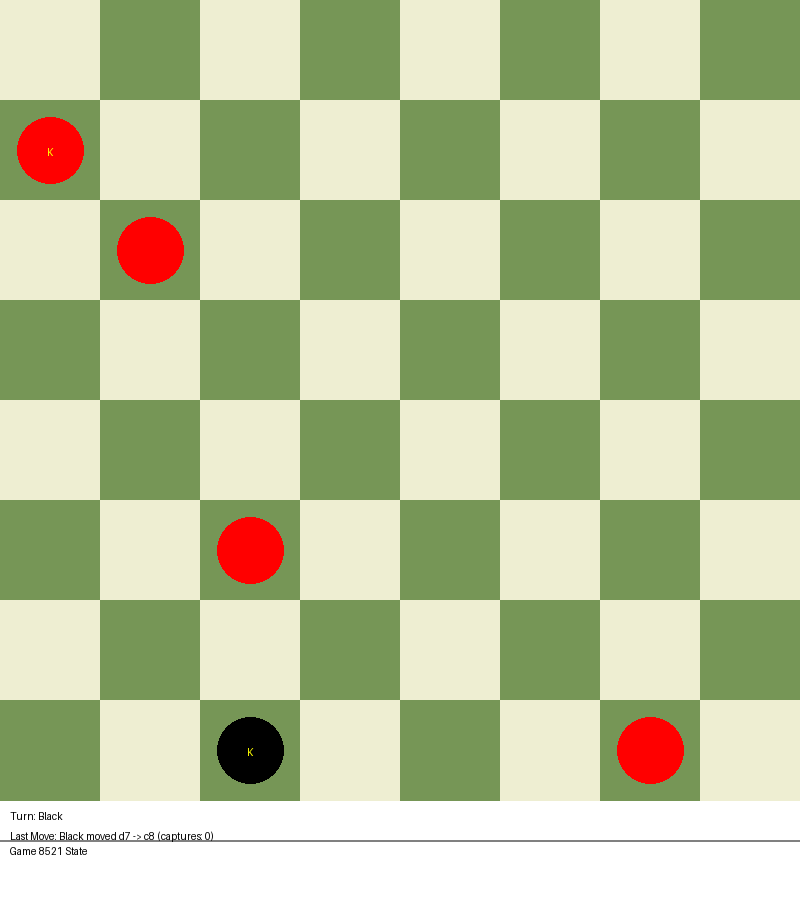 K
K
Turn: Black
Last Move: Black moved d7 -> c8 (captures: 0)
Game 8521 State